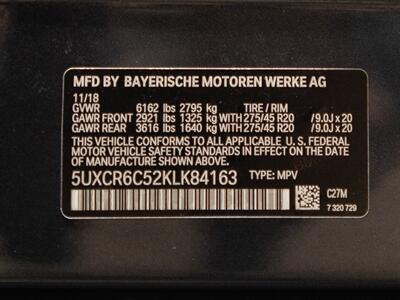 MFD BY BAYERISCHE MOTOREN WERKE AG
11/18
GVWR 6162 lbs 2795 kg TIRE / RIM
GAWR FRONT 2921 lbs 1325 kg 275/45 R20 /9.0J x 20
GAWR REAR 3616 lbs 1640 kg 275/45 R20 /9.0J x 20
THIS VEHICLE CONFORMS TO ALL APPLICABLE U. S. FEDERAL
MOTOR VEHICLE SAFETY STANDARDS IN EFFECT ON THE
DATE OF MANUFACTURE SHOWN ABOVE.
5UXCR6C52KLK84163 TYPE: MPV
C27M
7 320 729